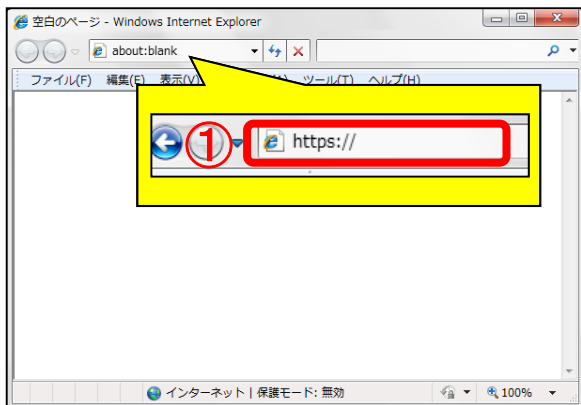 空白のページ - Windows Internet Explorer
about:blank
ファイル(F) 編集(E) 表示(V) ツール(T) ヘルプ(H)
① https://
インターネット | 保護モード: 無効 100%